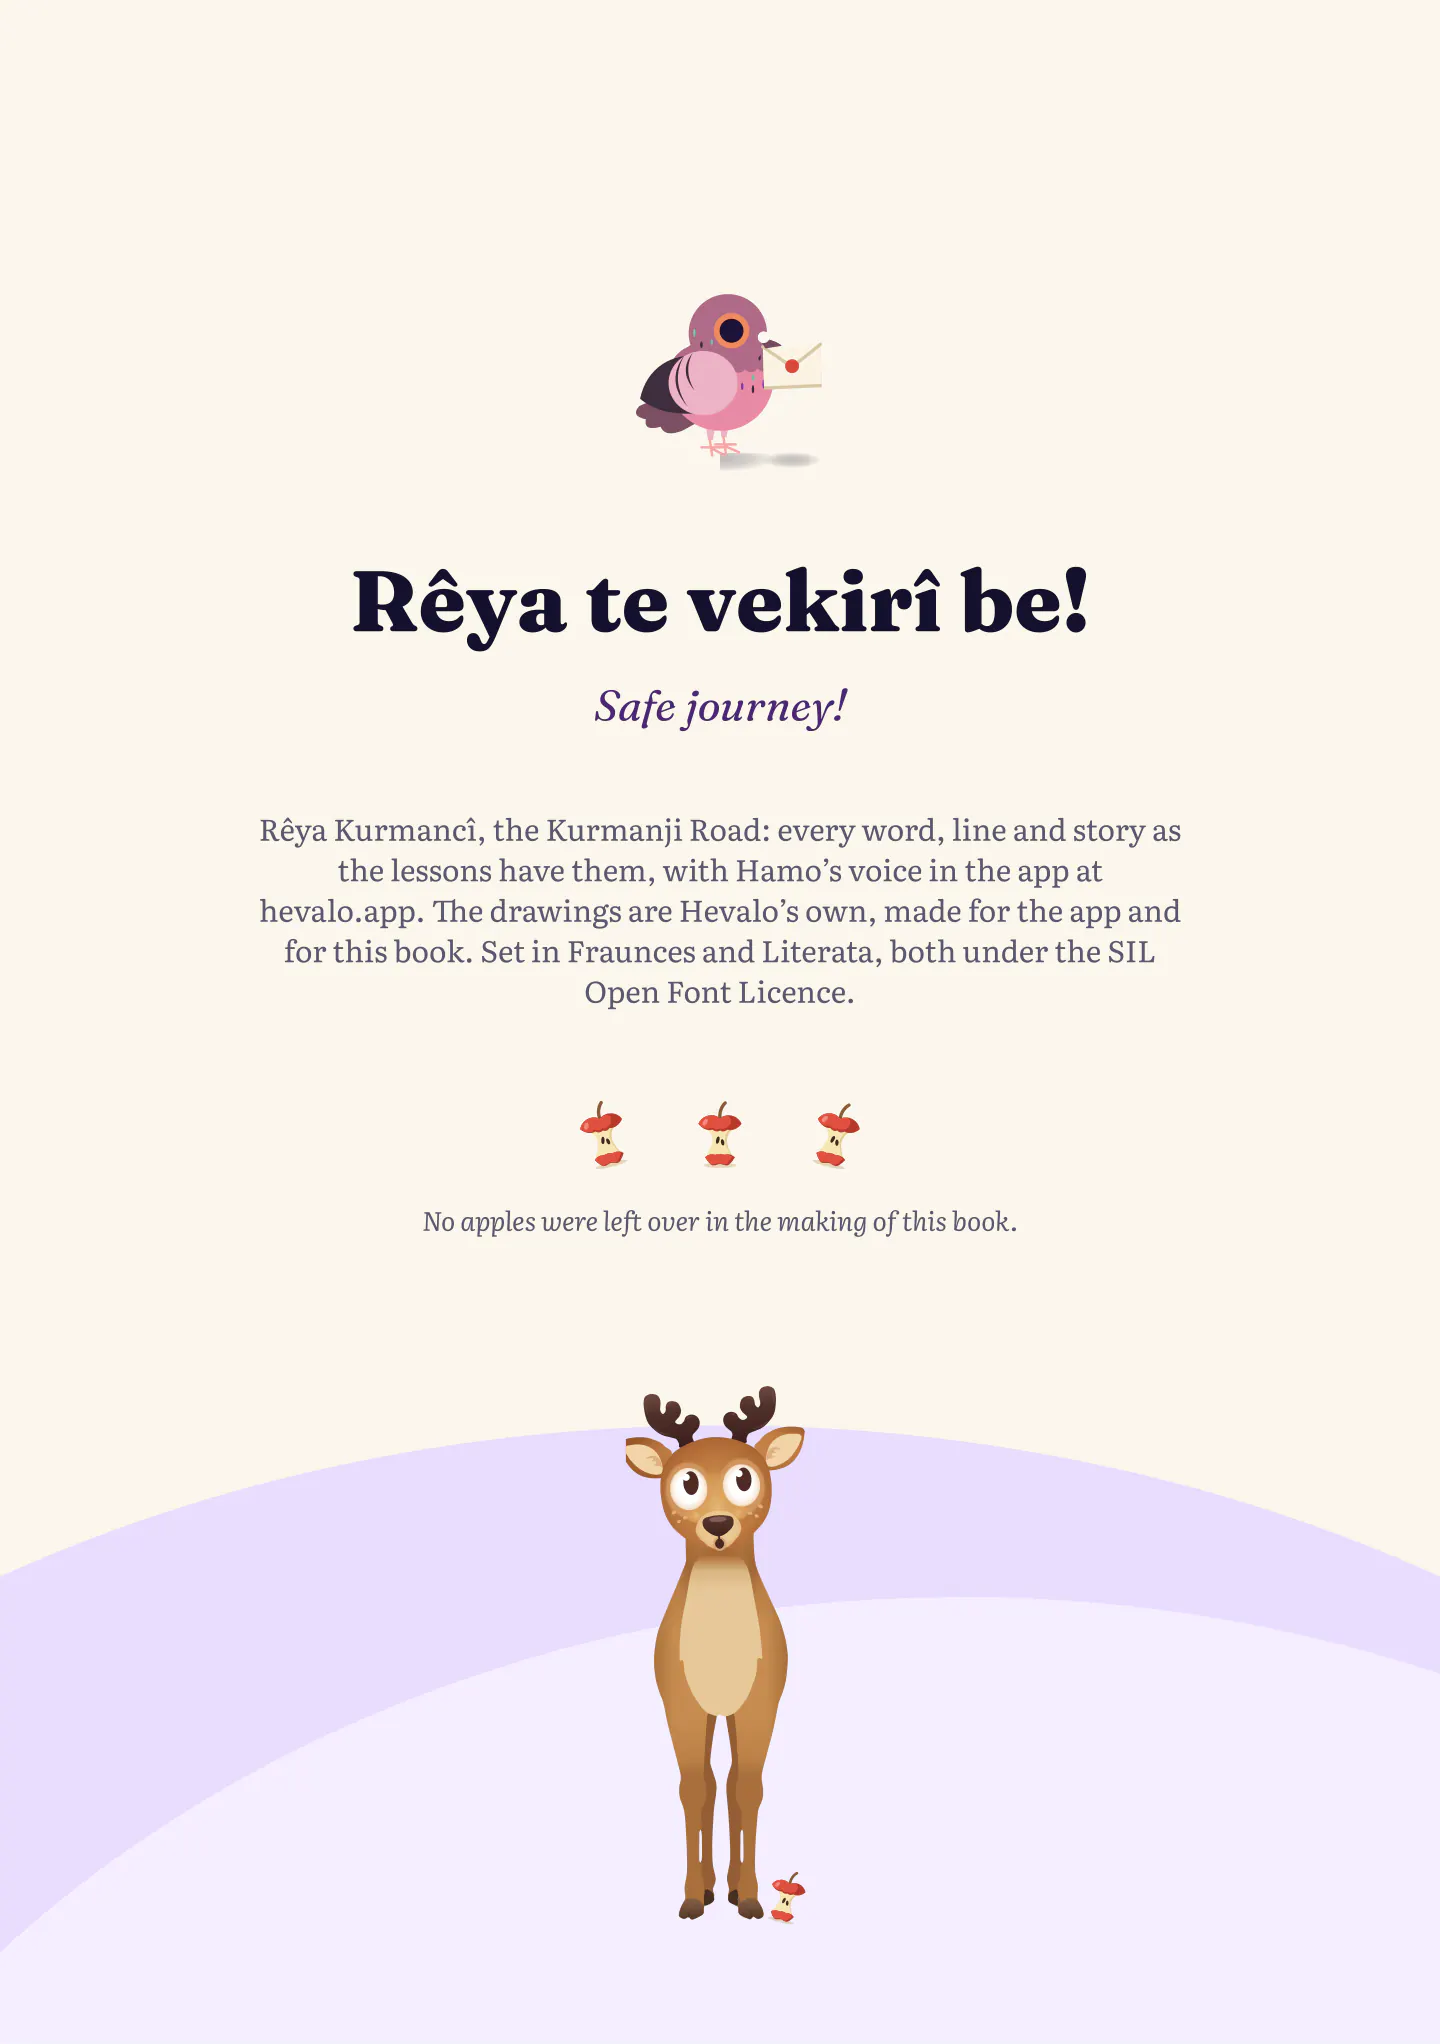 Rêya te vekirî be!
Safe journey!
Rêya Kurmancî, the Kurmanji Road: every word, line and story as
the lessons have them, with Hamo’s voice in the app at
hevalo.app. The drawings are Hevalo’s own, made for the app and
for this book. Set in Fraunces and Literata, both under the SIL
Open Font Licence.
No apples were left over in the making of this book.